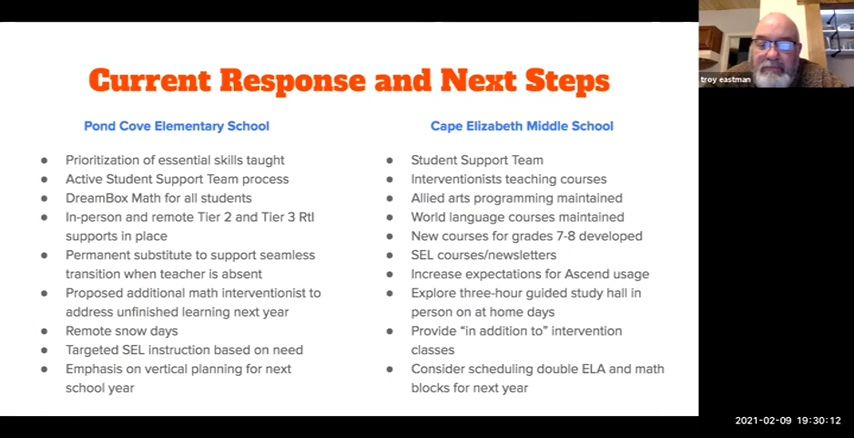 Current Response and Next Steps
Pond Cove Elementary School
● Prioritization of essential skills taught
● Active Student Support Team process
● DreamBox Math for all students
● In-person and remote Tier 2 and Tier 3 RtI
supports in place
● Permanent substitute to support seamless
transition when teacher is absent
● Proposed additional math interventionist to
address unfinished learning next year
● Remote snow days
● Targeted SEL instruction based on need
● Emphasis on vertical planning for next
school year
Cape Elizabeth Middle School
● Student Support Team
● Interventionists teaching courses
● Allied arts programming maintained
● World language courses maintained
● New courses for grades 7-8 developed
● SEL courses/newsletters
● Increase expectations for Ascend usage
● Explore three-hour guided study hall in
person on at home days
● Provide “in addition to” intervention
classes
● Consider scheduling double ELA and math
blocks for next year
troy eastman
2021-02-09 19:30:12